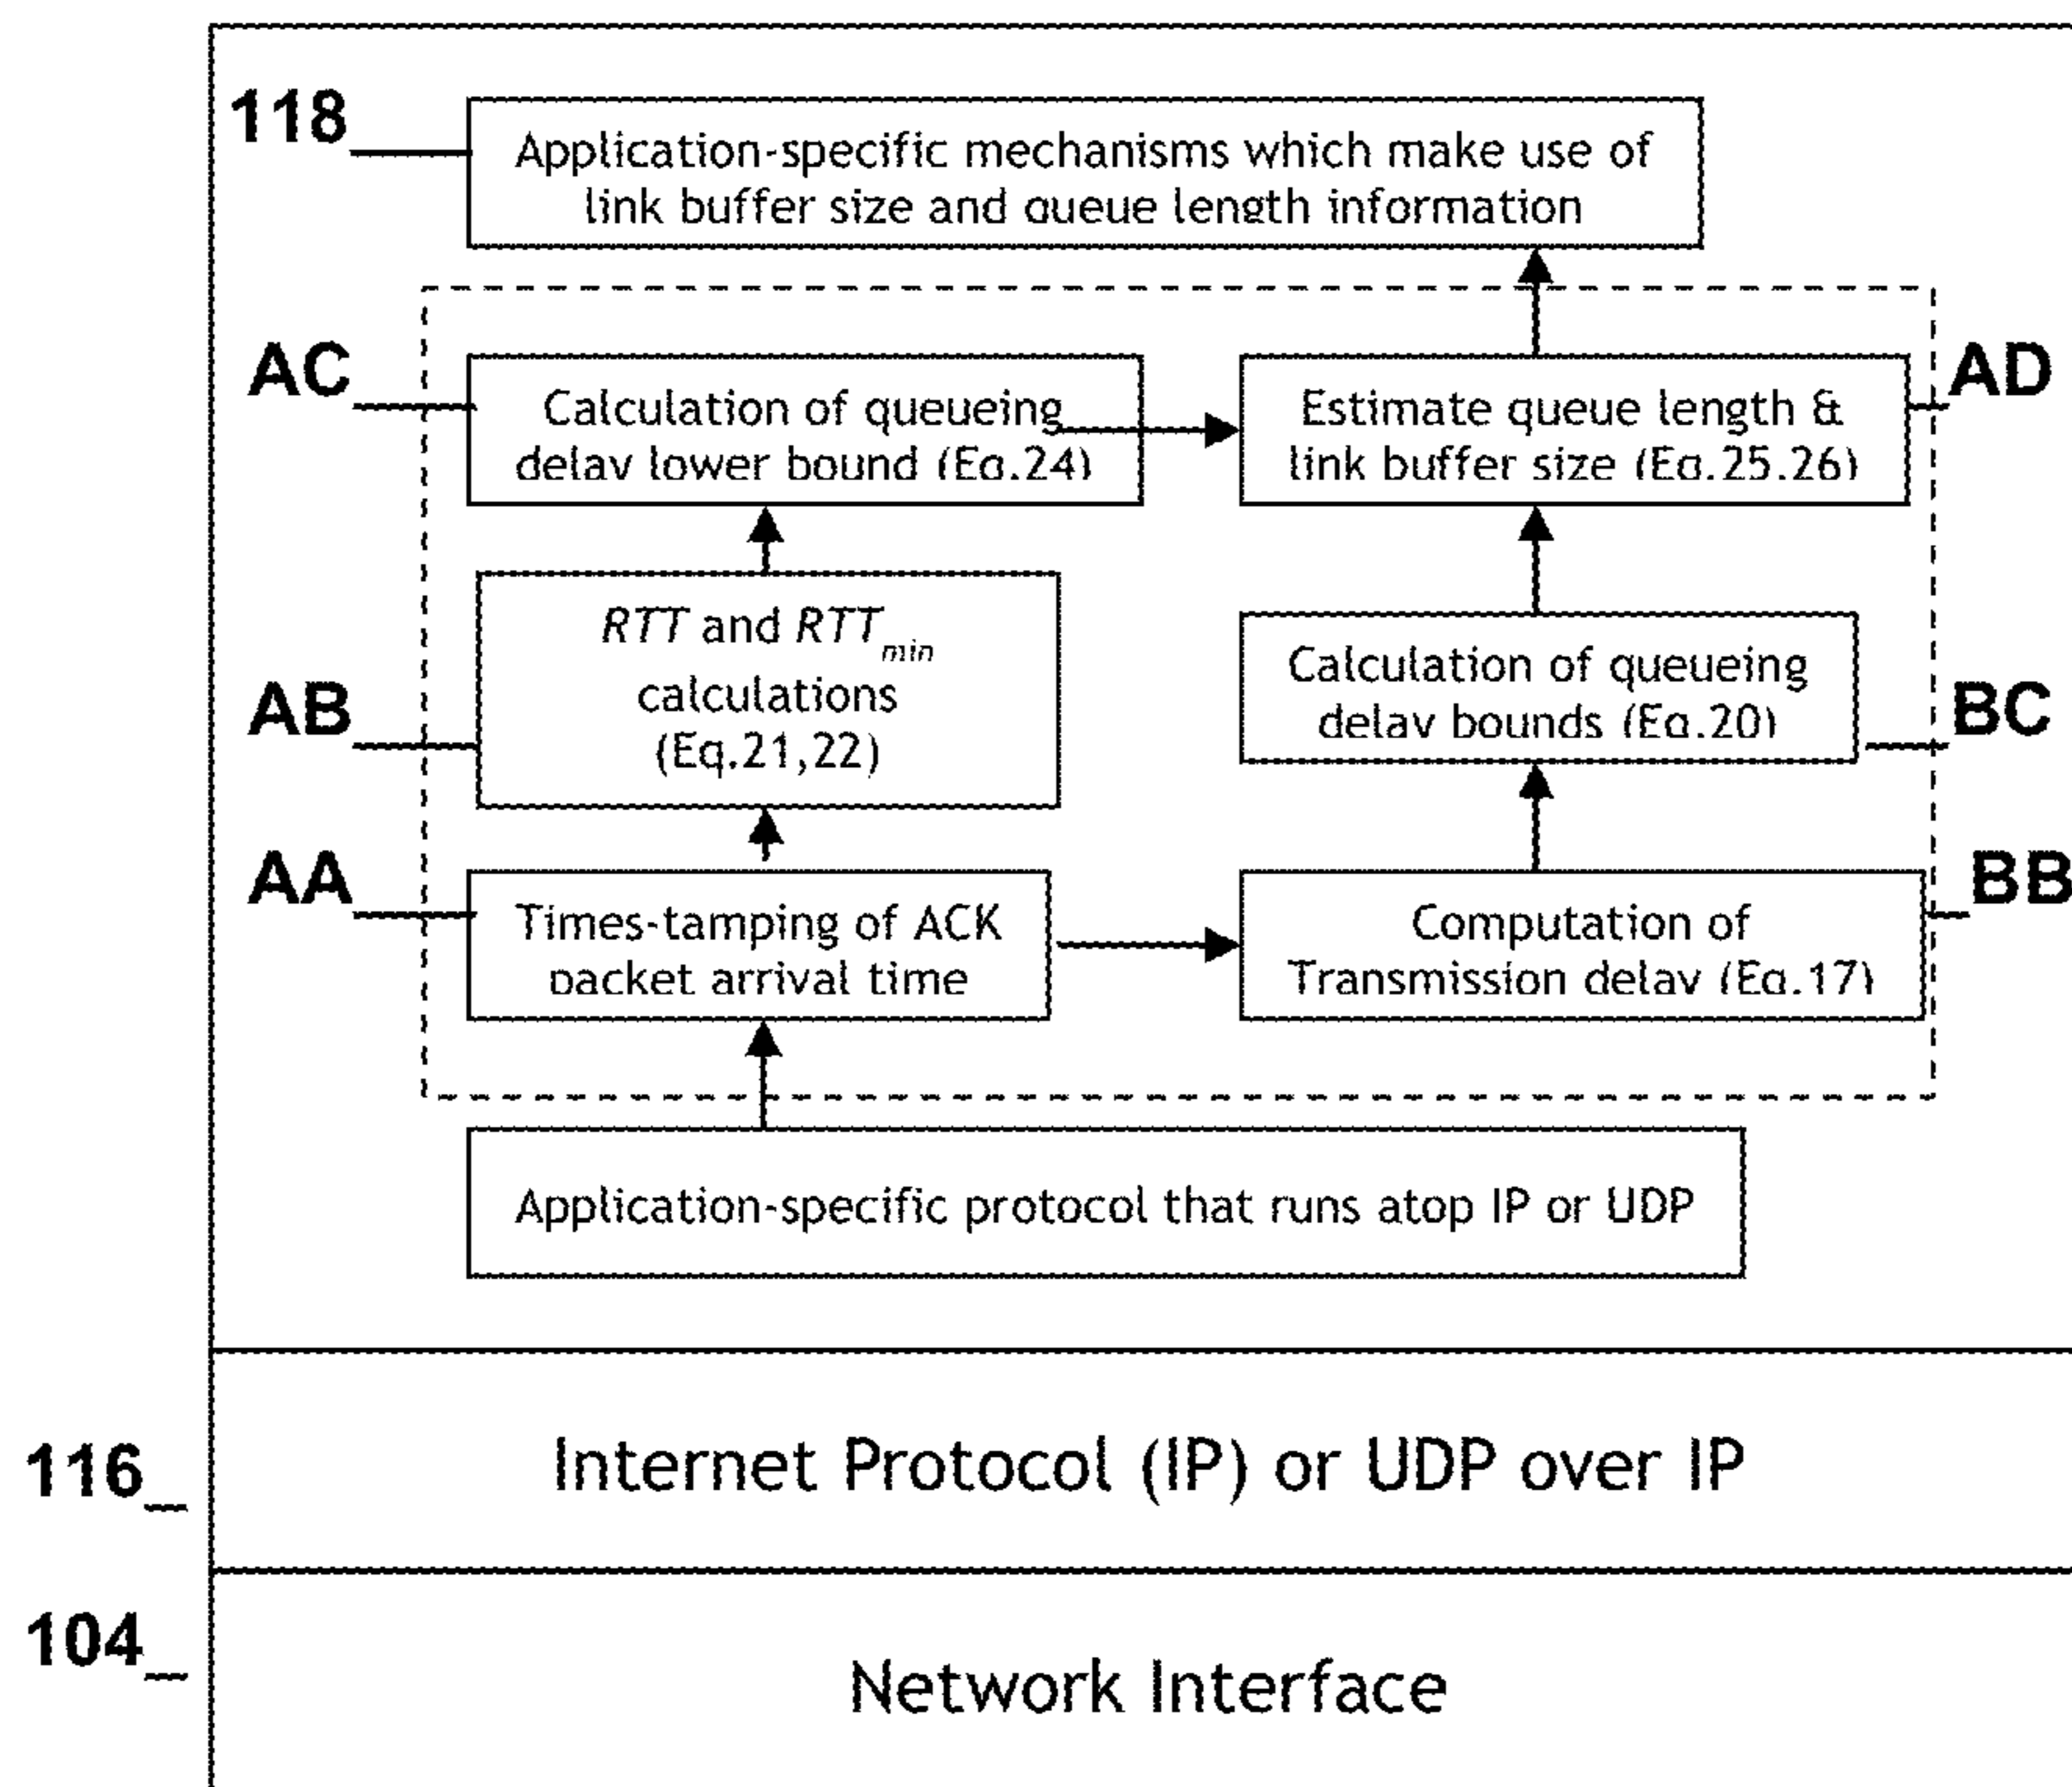 118
Application-specific mechanisms which make use of
link buffer size and queue length information
AC
Calculation of queueing
delay lower bound (Eq.24)
Estimate queue length &
link buffer size (Eq.25,26)
AD
RTT and RTTmin
calculations
(Eq.21,22)
AB
Calculation of queueing
delay bounds (Eq.20)
BC
AA
Times-tamping of ACK
packet arrival time
Computation of
Transmission delay (Eq.17)
BB
Application-specific protocol that runs atop IP or UDP
116
Internet Protocol (IP) or UDP over IP
104
Network Interface